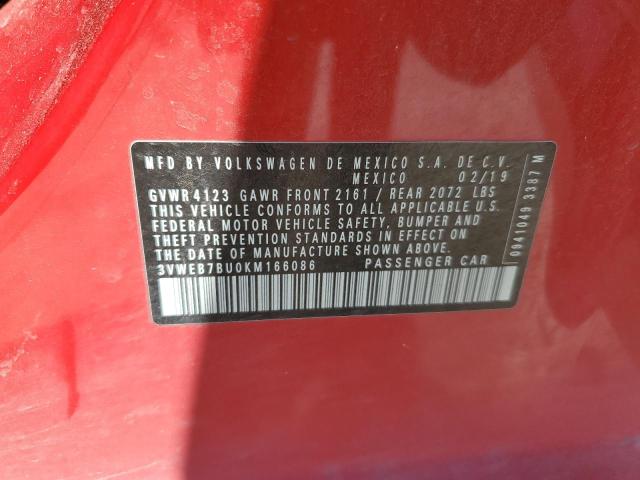 MFD BY VOLKSWAGEN DE MEXICO S.A. DE C.V.
MEXICO 02/19
GVWR 4123 GAWR FRONT 2161 / REAR 2072 LBS
THIS VEHICLE CONFORMS TO ALL APPLICABLE U.S.
FEDERAL MOTOR VEHICLE SAFETY, BUMPER AND
THEFT PREVENTION STANDARDS IN EFFECT ON
THE DATE OF MANUFACTURE SHOWN ABOVE.
3VWEB7BU0KM166086 PASSENGER CAR
0041049 3387 M